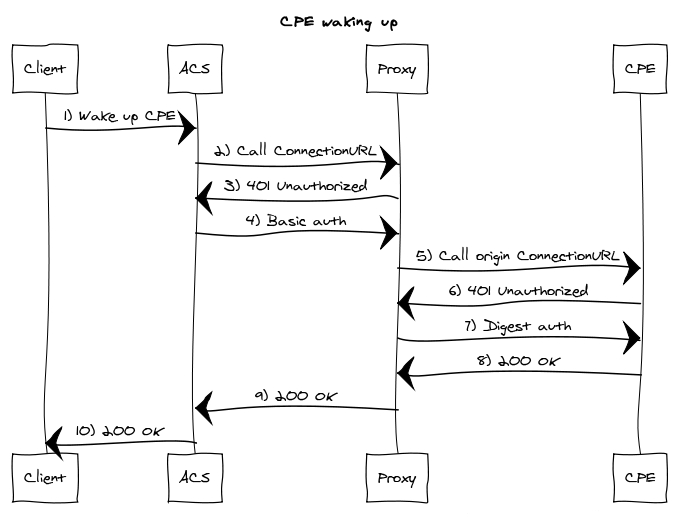 CPE waking up
Client ACS Proxy CPE
1) Wake up CPE
2) Call ConnectionURL
3) 401 Unauthorized
4) Basic auth
5) Call origin ConnectionURL
6) 401 Unauthorized
7) Digest auth
8) 200 OK
9) 200 OK
10) 200 OK
Client ACS Proxy CPE